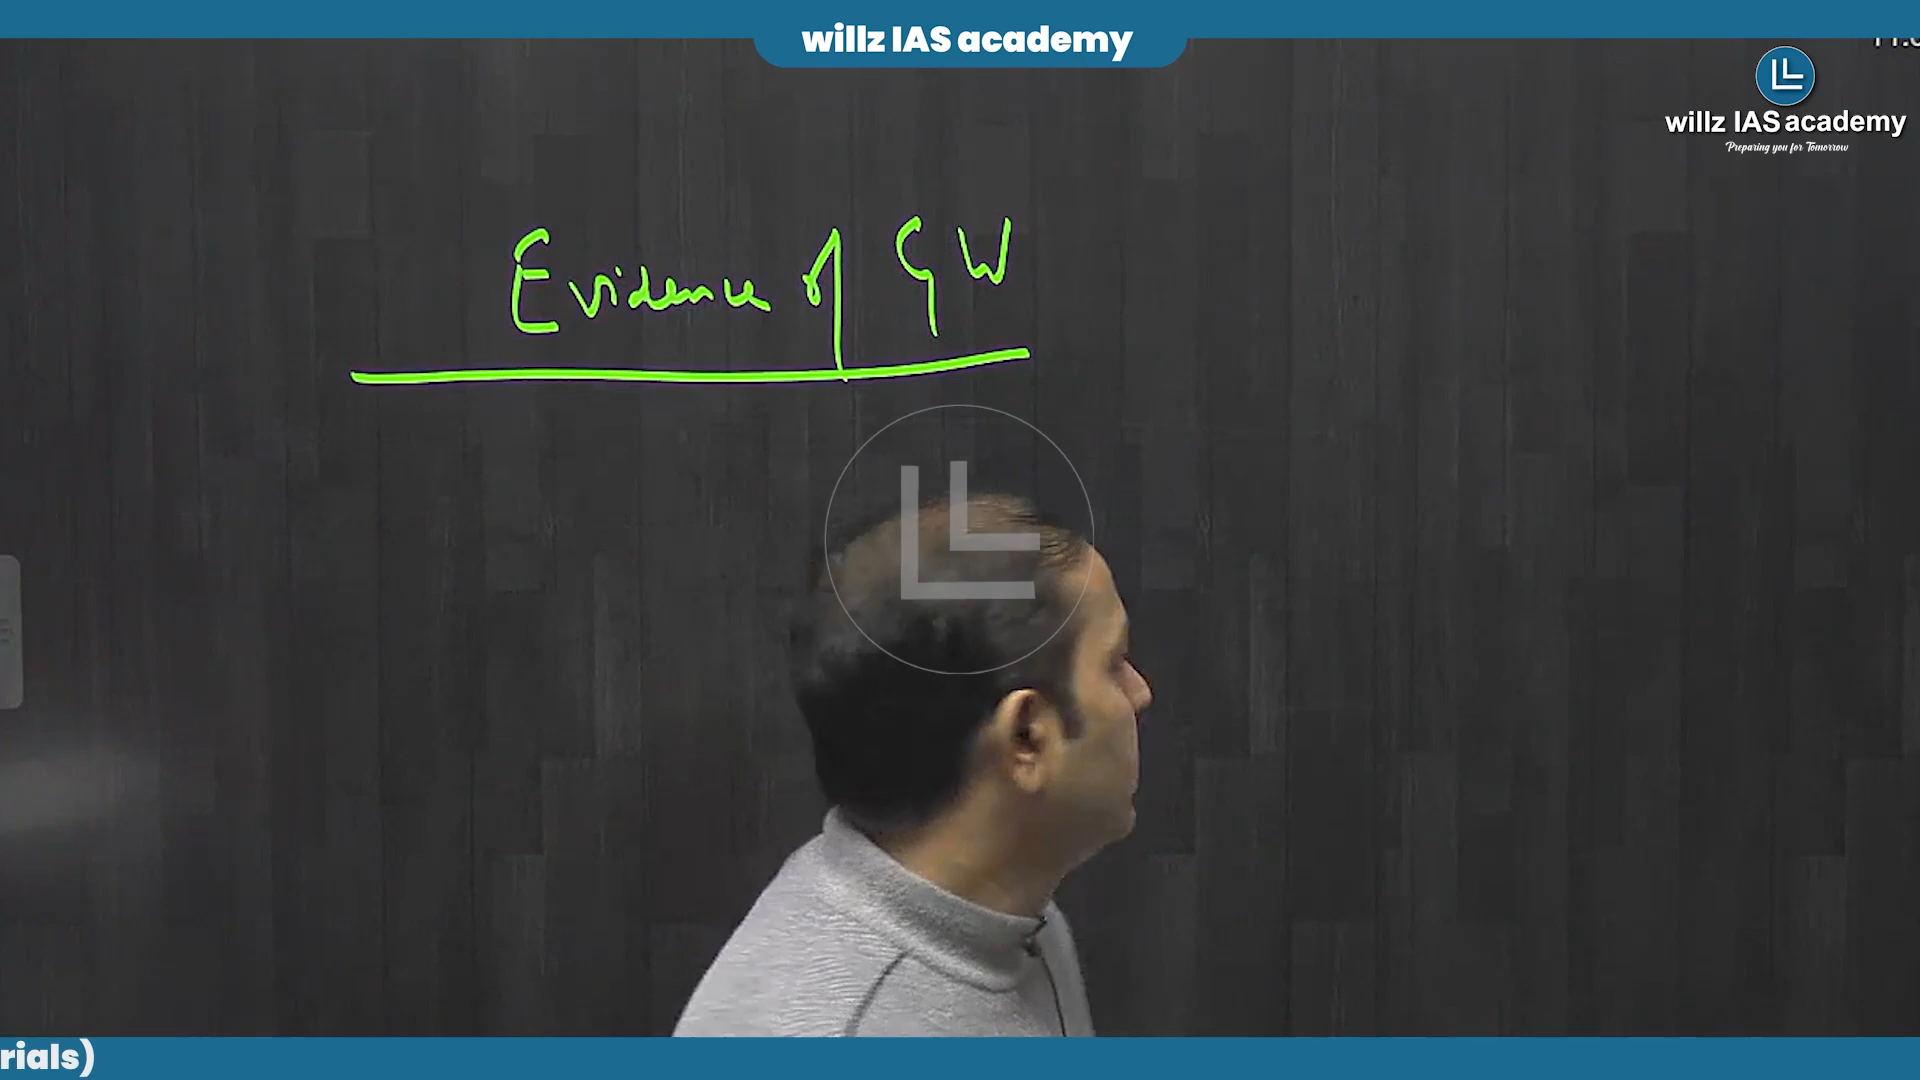 willz IAS academy
willz IAS academy
Preparing you for Tomorrow
Evidence of GW
rials)